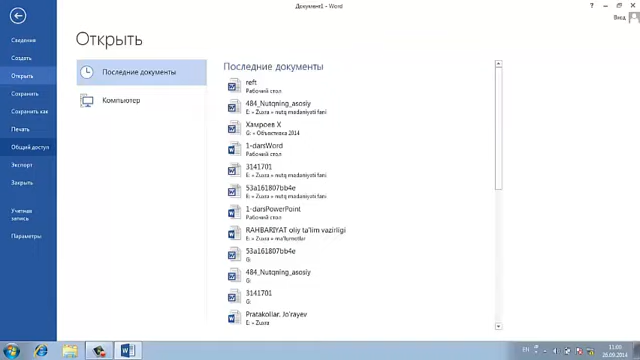 Документ1 - Word
?
Вход
Сведения
Создать
Открыть
Сохранить
Сохранить как
Печать
Общий доступ
Экспорт
Закрыть
Учетная
запись
Параметры
Открыть
Последние документы
Компьютер
Последние документы
reft
Рабочий стол
484_Nutqning_asosiy
E: » Zuxra » nutq madaniyati fani
Хамроев Х
G: » Объективка 2014
1-darsWord
Рабочий стол
3141701
E: » Zuxra » nutq madaniyati fani
53a161807bb4e
E: » Zuxra » nutq madaniyati fani
1-darsPowerPoint
Рабочий стол
RAHBARIYAT oliy ta'lim vazirligi
E: » Zuxra » ma'lumotlar
53a161807bb4e
G:
484_Nutqning_asosiy
G:
3141701
G:
Pratakollar. Jo'rayev
E: » Zuxra
EN
26.09.2014